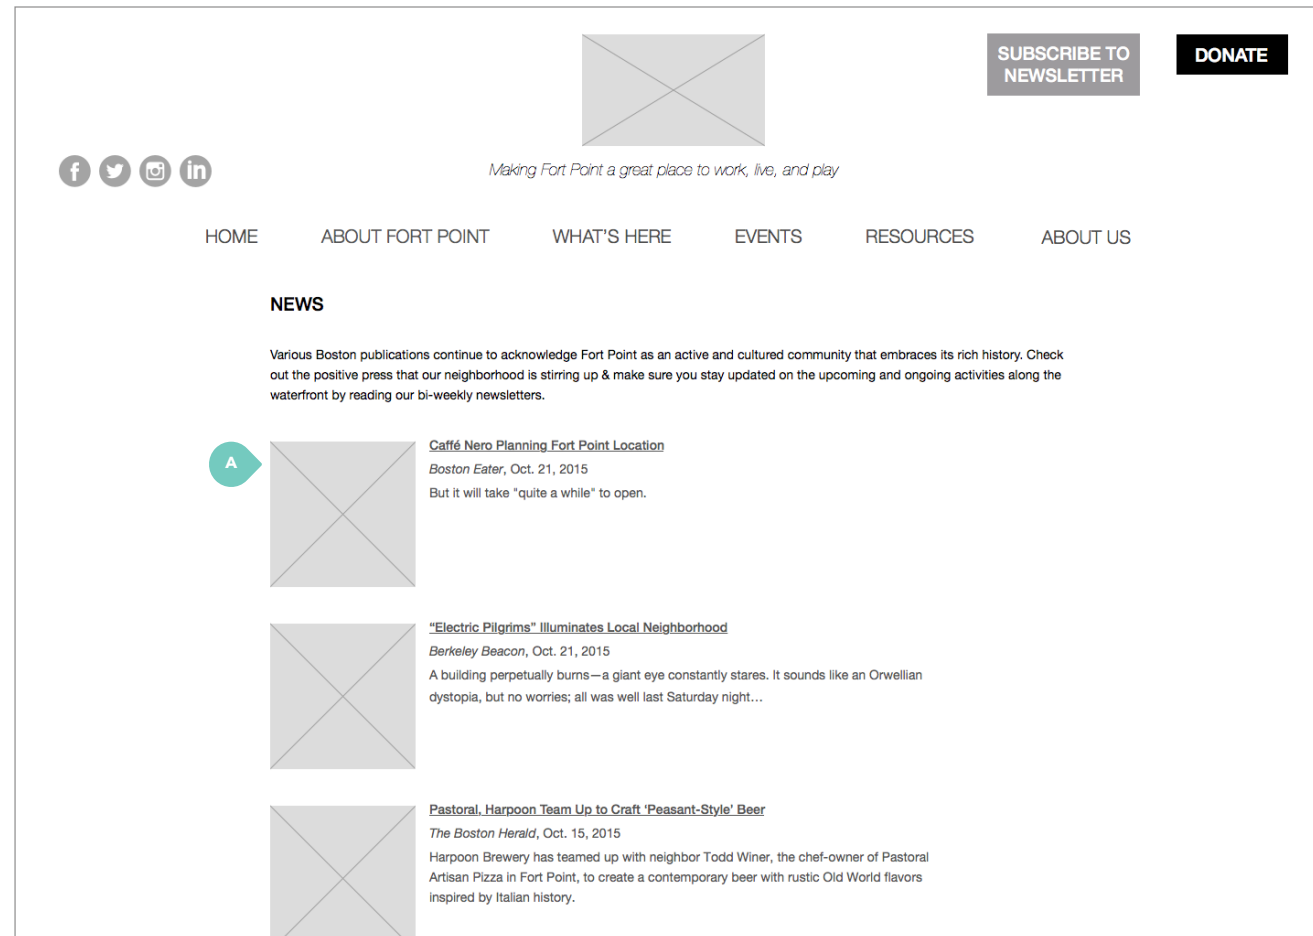 SUBSCRIBE TO
NEWSLETTER
DONATE
Making Fort Point a great place to work, live, and play
HOME ABOUT FORT POINT WHAT'S HERE EVENTS RESOURCES ABOUT US
NEWS
Various Boston publications continue to acknowledge Fort Point as an active and cultured community that embraces its rich history. Check
out the positive press that our neighborhood is stirring up & make sure you stay updated on the upcoming and ongoing activities along the
waterfront by reading our bi-weekly newsletters.
A
Caffé Nero Planning Fort Point Location
Boston Eater, Oct. 21, 2015
But it will take "quite a while" to open.
“Electric Pilgrims” Illuminates Local Neighborhood
Berkeley Beacon, Oct. 21, 2015
A building perpetually burns—a giant eye constantly stares. It sounds like an Orwellian
dystopia, but no worries; all was well last Saturday night…
Pastoral, Harpoon Team Up to Craft ‘Peasant-Style’ Beer
The Boston Herald, Oct. 15, 2015
Harpoon Brewery has teamed up with neighbor Todd Winer, the chef-owner of Pastoral
Artisan Pizza in Fort Point, to create a contemporary beer with rustic Old World flavors
inspired by Italian history.